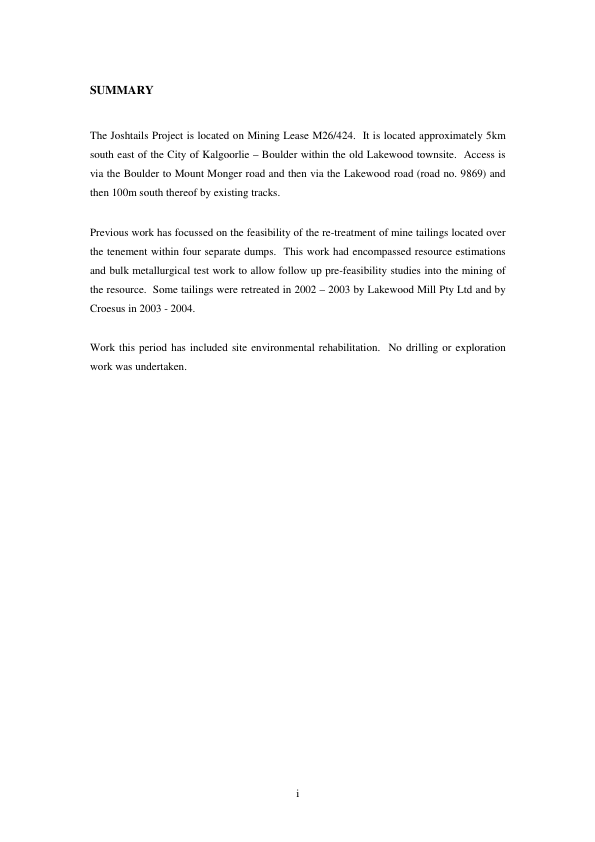 SUMMARY
The Joshtails Project is located on Mining Lease M26/424.  It is located approximately 5km
south east of the City of Kalgoorlie – Boulder within the old Lakewood townsite.  Access is
via the Boulder to Mount Monger road and then via the Lakewood road (road no. 9869) and
then 100m south thereof by existing tracks.
Previous work has focussed on the feasibility of the re-treatment of mine tailings located over
the tenement within four separate dumps.  This work had encompassed resource estimations
and bulk metallurgical test work to allow follow up pre-feasibility studies into the mining of
the resource.  Some tailings were retreated in 2002 – 2003 by Lakewood Mill Pty Ltd and by
Croesus in 2003 - 2004.
Work this period has included site environmental rehabilitation.  No drilling or exploration
work was undertaken.
i